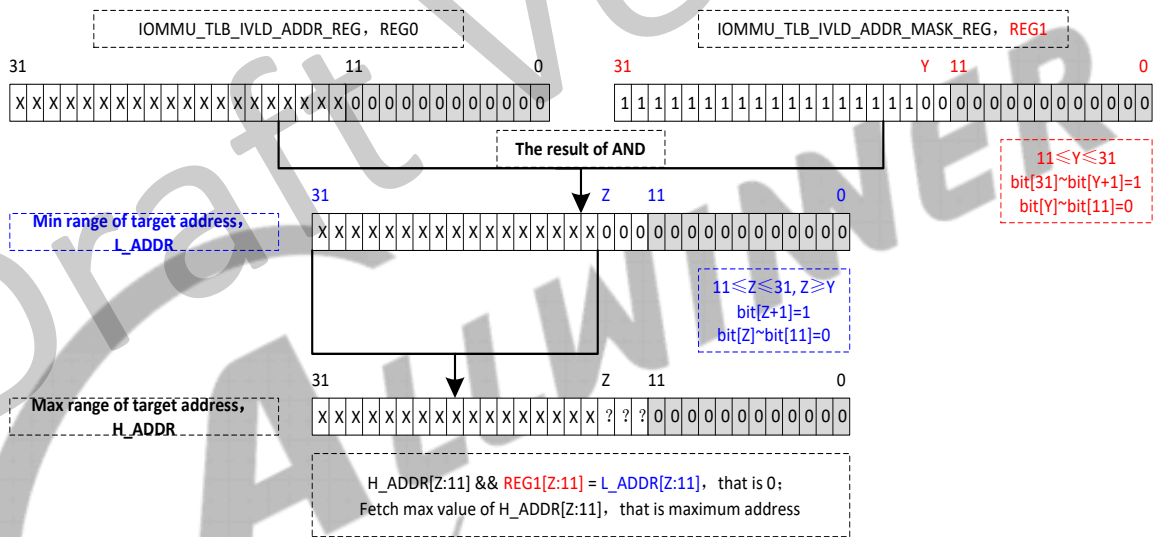 IOMMU_TLB_IVLD_ADDR_REG, REG0
IOMMU_TLB_IVLD_ADDR_MASK_REG, REG1
31 11 0
31 Y 11 0
X X X X X X X X X X X X X X X X X X X X 0 0 0 0 0 0 0 0 0 0 0 0
1 1 1 1 1 1 1 1 1 1 1 1 1 1 1 1 1 1 0 0 0 0 0 0 0 0 0 0 0 0 0 0
The result of AND
11≤Y≤31
bit[31]~bit[Y+1]=1
bit[Y]~bit[11]=0
31 Z 11 0
Min range of target address,
L_ADDR
X X X X X X X X X X X X X X X X X 0 0 0 0 0 0 0 0 0 0 0 0 0 0 0
11≤Z≤31, Z≥Y
bit[Z+1]=1
bit[Z]~bit[11]=0
31 Z 11 0
Max range of target address,
H_ADDR
X X X X X X X X X X X X X X X X X ? ? ? 0 0 0 0 0 0 0 0 0 0 0 0
H_ADDR[Z:11] && REG1[Z:11] = L_ADDR[Z:11], that is 0;
Fetch max value of H_ADDR[Z:11], that is maximum address
Draft Ve
ALLWINNER